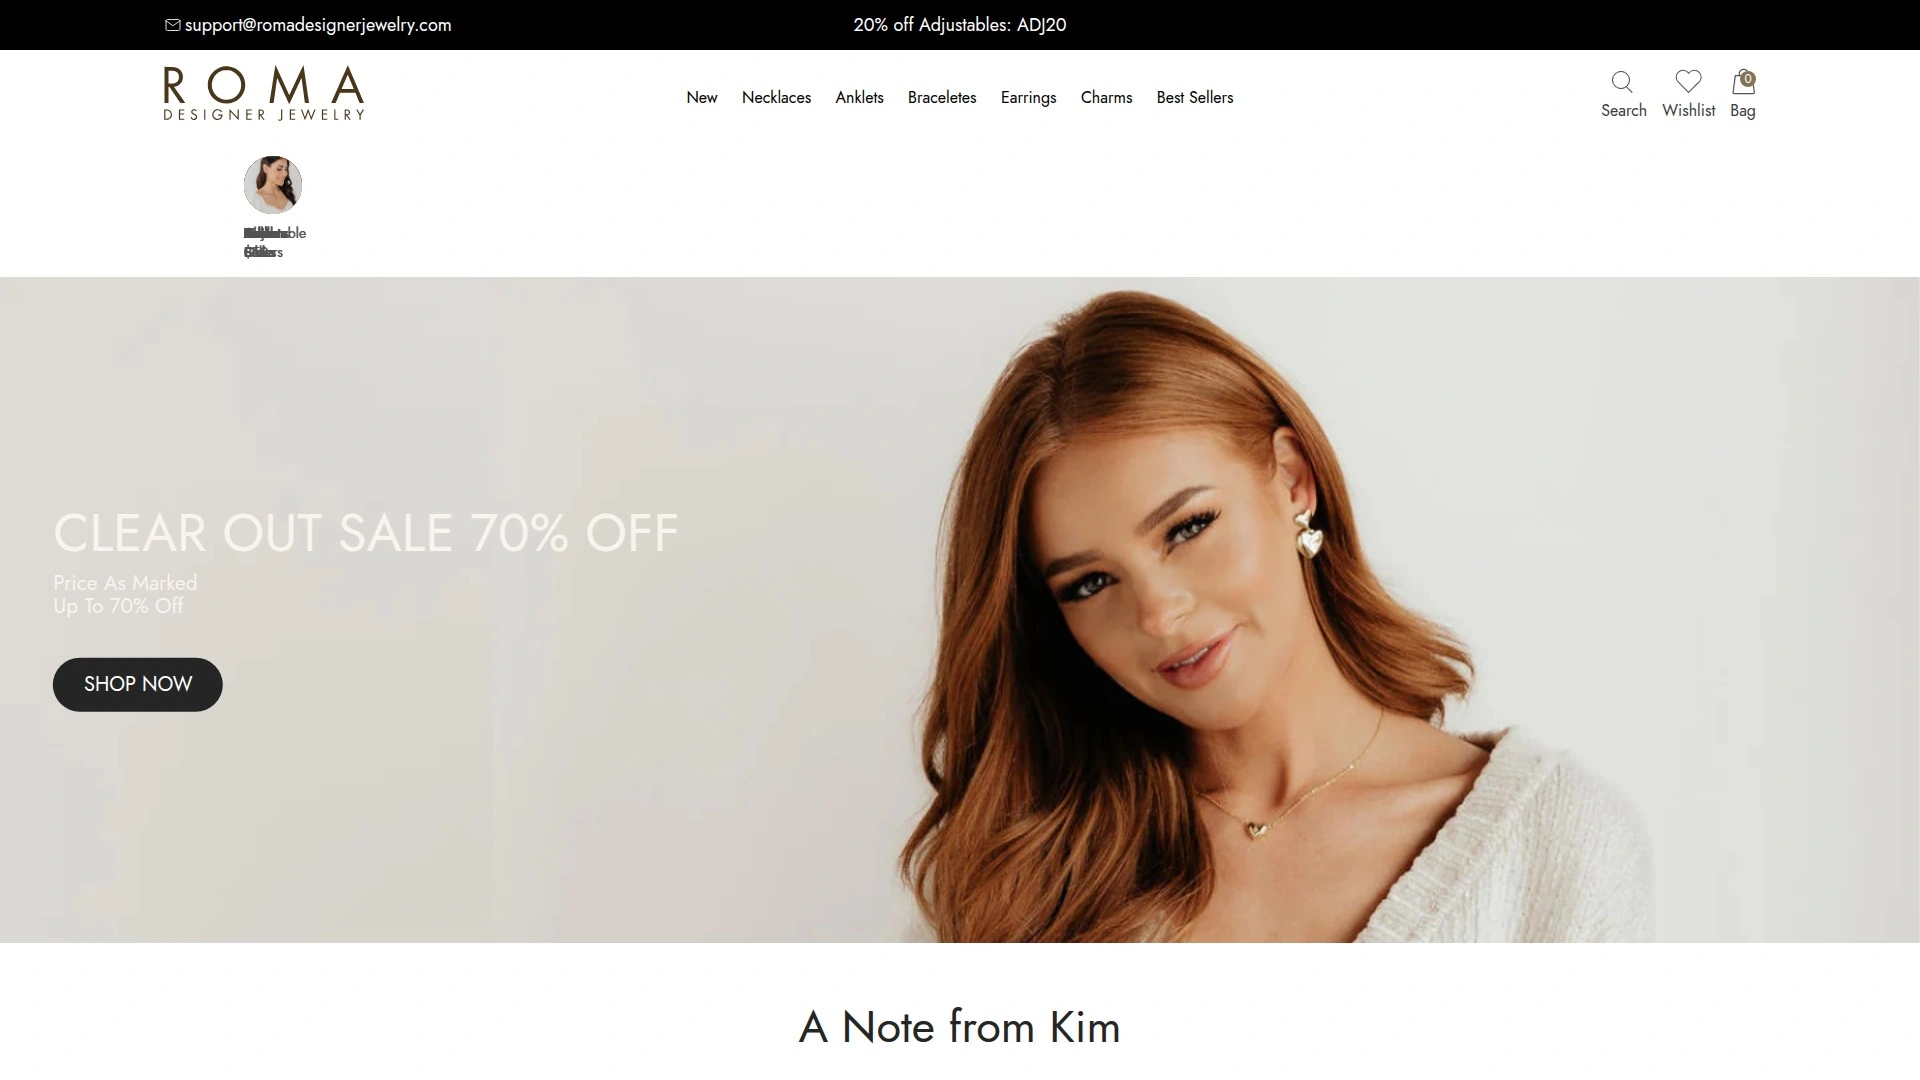 support@romadesignerjewelry.com
20% off Adjustables: ADJ20
ROMA
DESIGNER JEWELRY
New
Necklaces
Anklets
Braceletes
Earrings
Charms
Best Sellers
Search
Wishlist
0
Bag
CLEAR OUT SALE 70% OFF
Price As Marked
Up To 70% Off
SHOP NOW
A Note from Kim